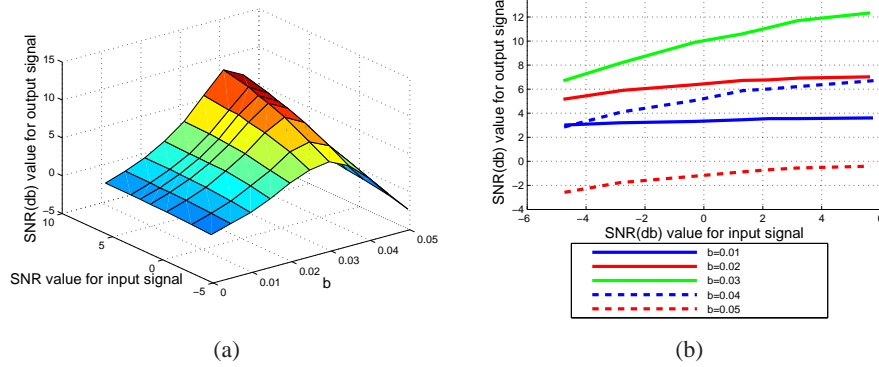 15
10
5
0
−5
10
5
0
−5
0
0.01
0.02
0.03
0.04
0.05
SNR(db) value for output signal
SNR value for input signal
b
(a)
12
10
8
6
4
2
0
−2
−4
−6
−4
−2
0
2
4
6
SNR(db) value for output signal
SNR(db) value for input signal
b=0.01
b=0.02
b=0.03
b=0.04
b=0.05
(b)